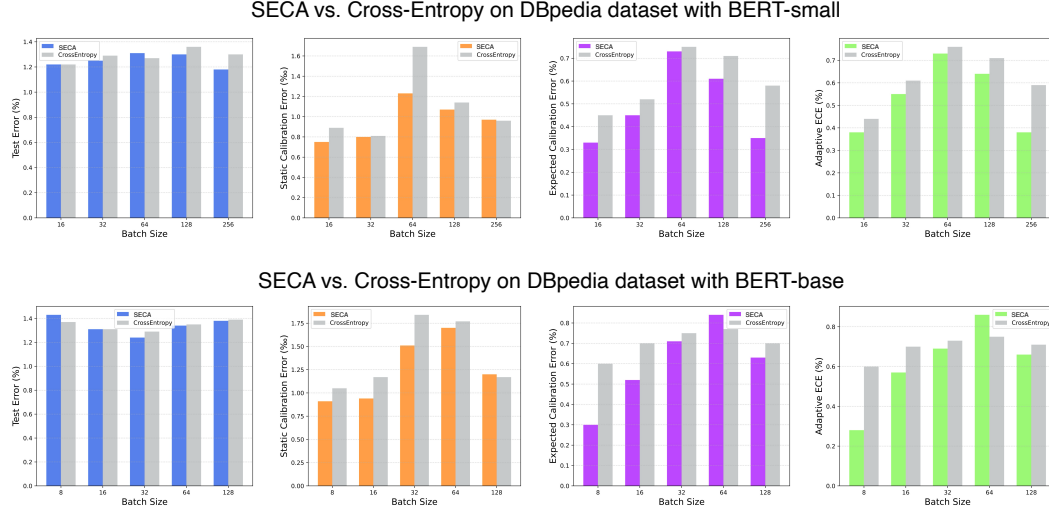 SECA vs. Cross-Entropy on DBpedia dataset with BERT-small
Test Error (%)
1.4
1.2
1.0
0.8
0.6
0.4
0.2
0.0
SECA
CrossEntropy
16 32 64 128 256
Batch Size
Static Calibration Error (‰)
1.6
1.4
1.2
1.0
0.8
0.6
0.4
0.2
0.0
SECA
CrossEntropy
16 32 64 128 256
Batch Size
Expected Calibration Error (%)
0.7
0.6
0.5
0.4
0.3
0.2
0.1
0.0
SECA
CrossEntropy
16 32 64 128 256
Batch Size
Adaptive ECE (%)
0.7
0.6
0.5
0.4
0.3
0.2
0.1
0.0
SECA
CrossEntropy
16 32 64 128 256
Batch Size
SECA vs. Cross-Entropy on DBpedia dataset with BERT-base
Test Error (%)
1.4
1.2
1.0
0.8
0.6
0.4
0.2
0.0
SECA
CrossEntropy
8 16 32 64 128
Batch Size
Static Calibration Error (‰)
1.75
1.50
1.25
1.00
0.75
0.50
0.25
0.00
SECA
CrossEntropy
8 16 32 64 128
Batch Size
Expected Calibration Error (%)
0.8
0.7
0.6
0.5
0.4
0.3
0.2
0.1
0.0
SECA
CrossEntropy
8 16 32 64 128
Batch Size
Adaptive ECE (%)
0.8
0.6
0.4
0.2
0.0
SECA
CrossEntropy
8 16 32 64 128
Batch Size